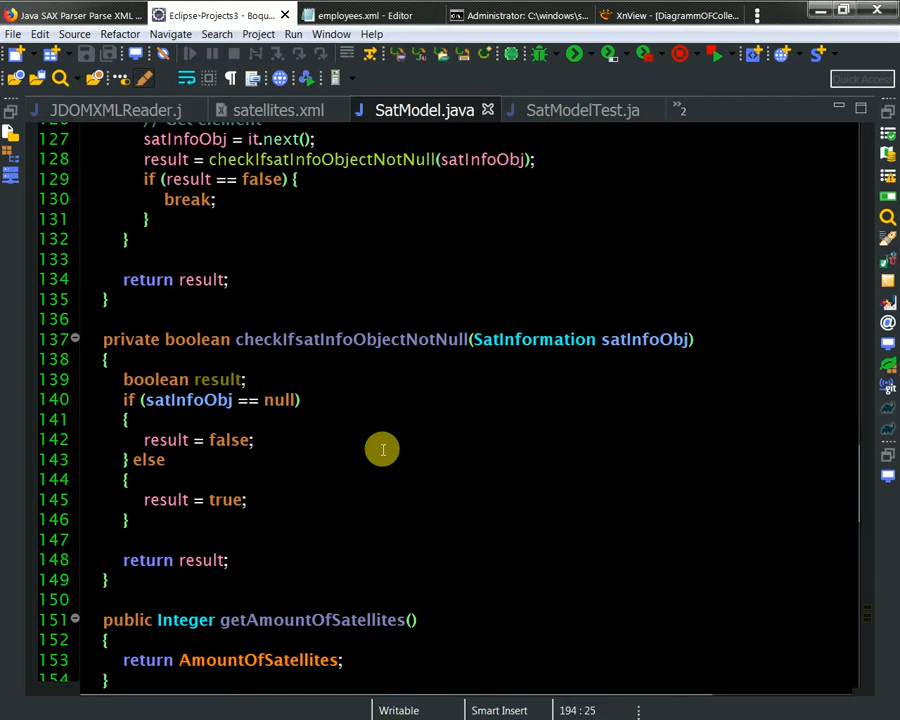 Java SAX Parser Parse XML ...
Eclipse-Projects3 - Boqu...
employees.xml - Editor
Administrator: C:\windows\s...
XnView - [DiagrammOFColle...
File Edit Source Refactor Navigate Search Project Run Window Help
Quick Access
JDOMXMLReader.j satellites.xml SatModel.java SatModelTest.ja »2
127 satInfoObj = it.next();
128 result = checkIfsatInfoObjectNotNull(satInfoObj);
129 if (result == false) {
130 break;
131 }
132 }
133
134 return result;
135 }
136
137 private boolean checkIfsatInfoObjectNotNull(SatInformation satInfoObj)
138 {
139 boolean result;
140 if (satInfoObj == null)
141 {
142 result = false;
143 } else
144 {
145 result = true;
146 }
147
148 return result;
149 }
150
151 public Integer getAmountOfSatellites()
152 {
153 return AmountOfSatellites;
154 }
Writable Smart Insert 194 : 25